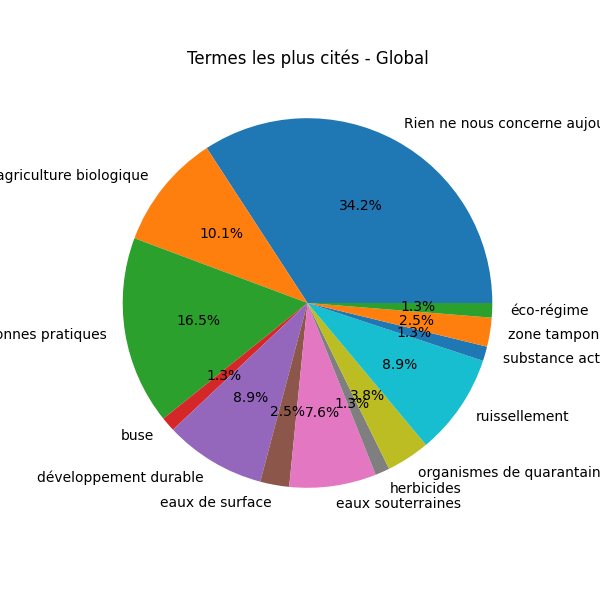 Termes les plus cités - Global
Rien ne nous concerne aujou
agriculture biologique
34.2%
10.1%
16.5%
onnes pratiques
1.3%
éco-régime
2.5%
zone tampon
1.3%
substance act
8.9%
1.3%
8.9%
3.8%
1.3%
2.5%
7.6%
ruissellement
buse
développement durable
organismes de quarantain
herbicides
eaux de surface
eaux souterraines